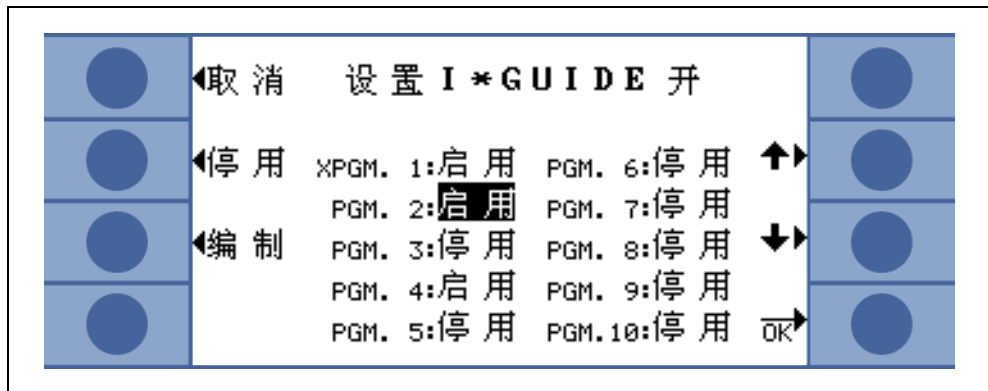 ◀取 消 设 置 I*GUIDE 开
◀停 用 XPGM. 1:启 用 PGM. 6:停 用 ↑▶
PGM. 2:启 用 PGM. 7:停 用
◀编 制 PGM. 3:停 用 PGM. 8:停 用 ↓▶
PGM. 4:启 用 PGM. 9:停 用
PGM. 5:停 用 PGM.10:停 用 OK▶